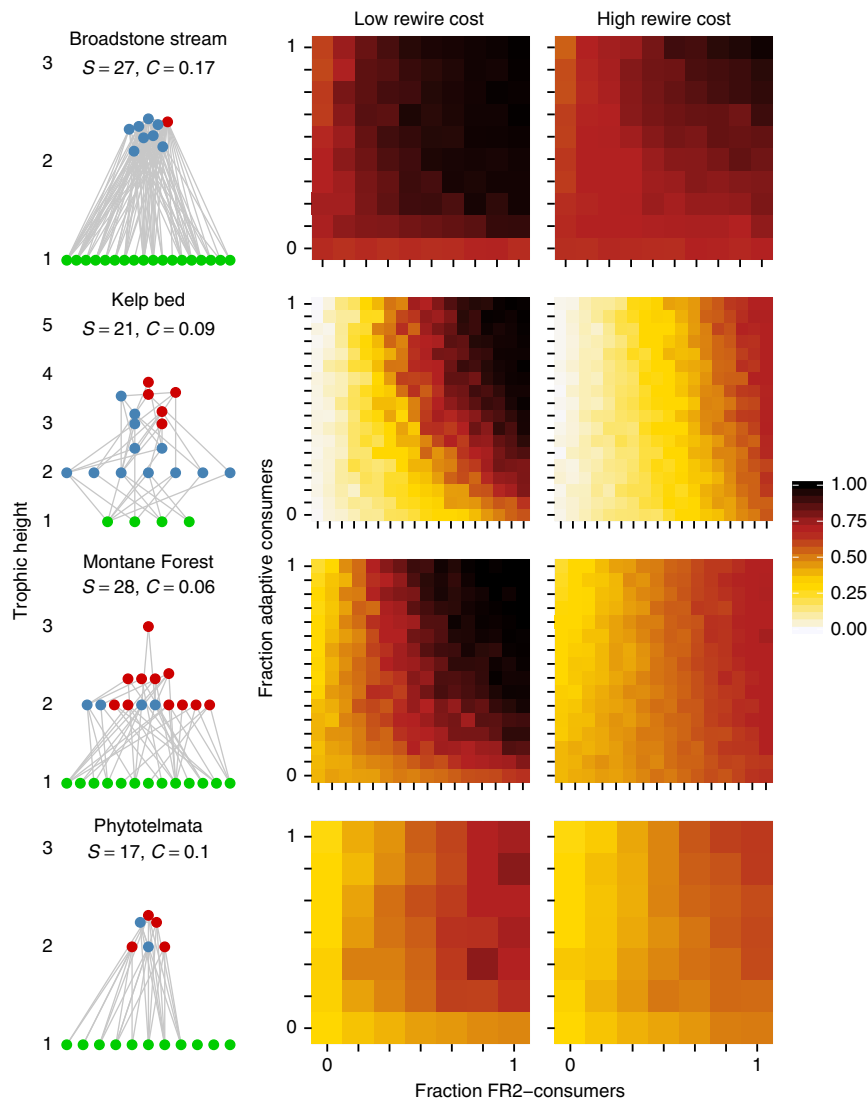 Low rewire cost
High rewire cost
Broadstone stream
S = 27, C = 0.17
3
2
1
1
0
Kelp bed
S = 21, C = 0.09
5
4
3
2
1
1
0
Trophic height
Fraction adaptive consumers
1.00
0.75
0.50
0.25
0.00
Montane Forest
S = 28, C = 0.06
3
2
1
1
0
Phytotelmata
S = 17, C = 0.1
3
2
1
1
0
0
1
0
1
Fraction FR2–consumers